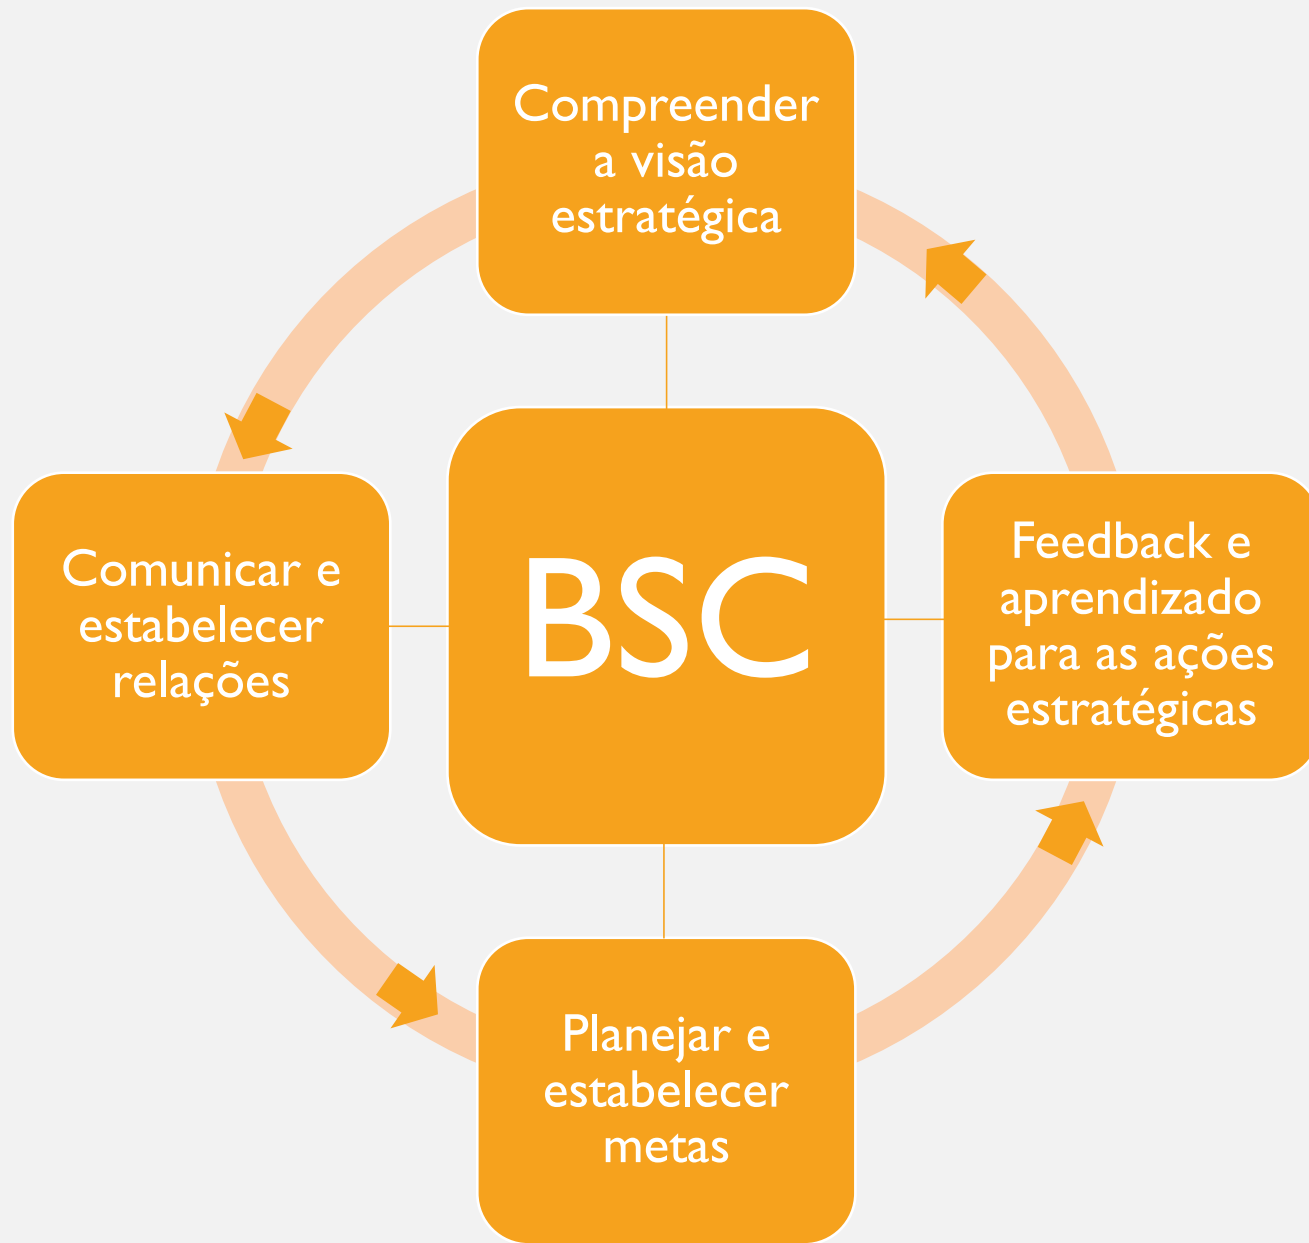 Compreender
a visão
estratégica
Comunicar e
estabelecer
relações
BSC
Feedback e
aprendizado
para as ações
estratégicas
Planejar e
estabelecer
metas